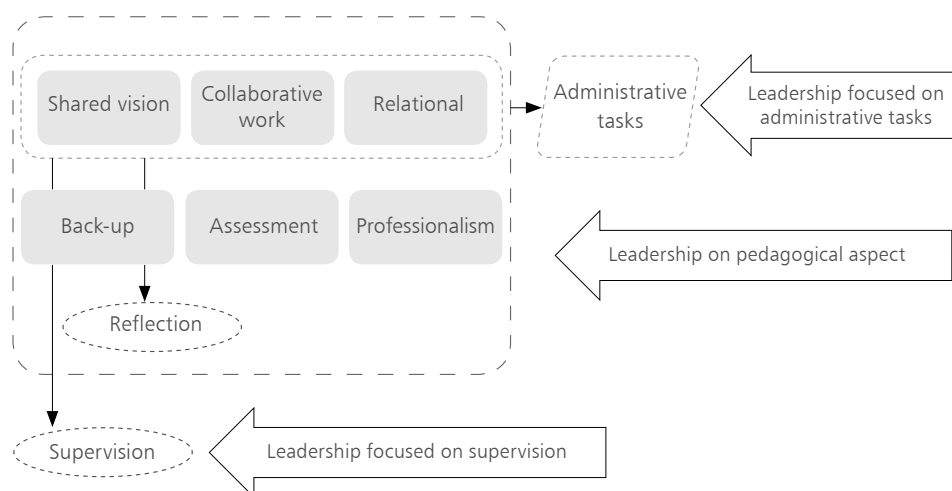 Shared vision
Collaborative
work
Relational
Administrative
tasks
Leadership focused on
administrative tasks
Back-up
Assessment
Professionalism
Leadership on pedagogical aspect
Reflection
Supervision
Leadership focused on supervision